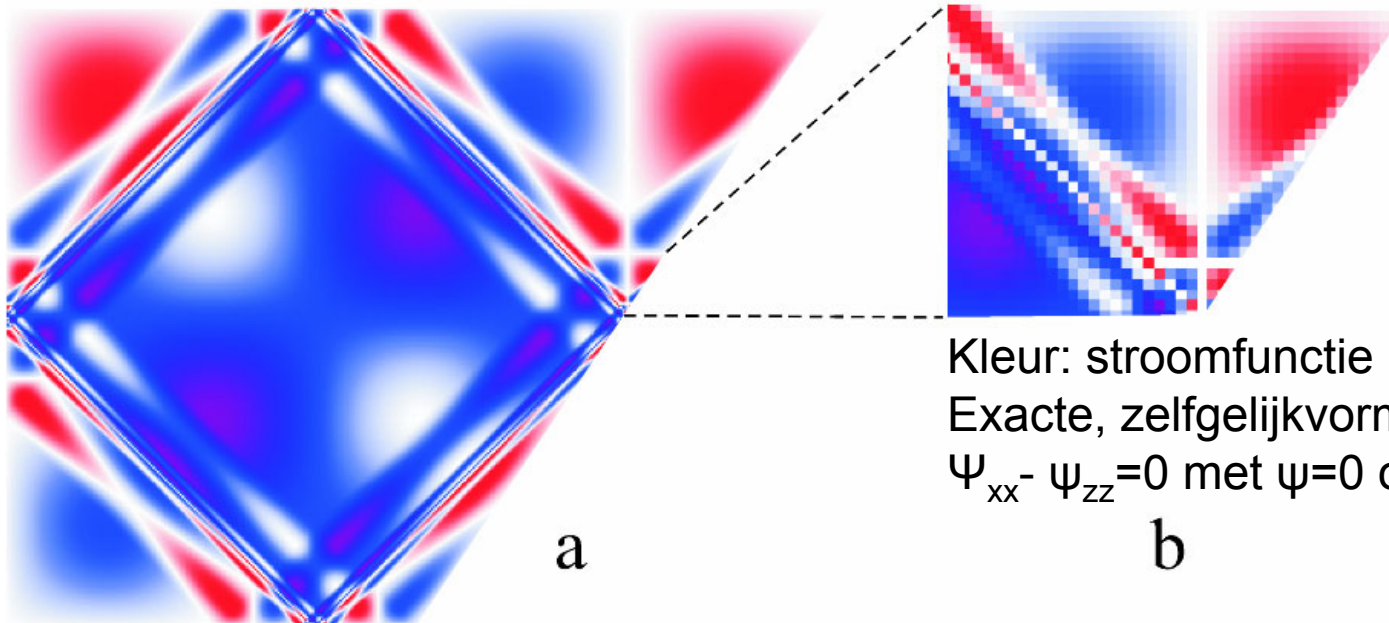 Kleur: stroomfunctie
Exacte, zelfgelijkvorm
Ψxx- ψzz=0 met ψ=0
a
b